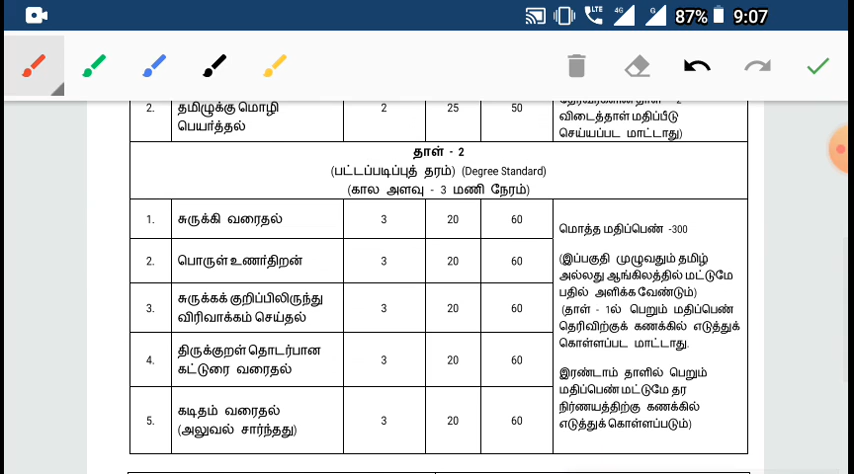 LTE
4G
G
87%
9:07
2.
தமிழுக்கு மொழி
பெயர்த்தல்
2
25
50
விடைத்தாள் மதிப்பீடு
செய்யப்பட மாட்டாது)
தாள் - 2
(பட்டப்படிப்புத் தரம்) (Degree Standard)
(கால அளவு - 3 மணி நேரம்)
1.
சுருக்கி வரைதல்
3
20
60
2.
பொருள் உணர்திறன்
3
20
60
3.
சுருக்கக் குறிப்பிலிருந்து
விரிவாக்கம் செய்தல்
3
20
60
4.
திருக்குறள் தொடர்பான
கட்டுரை வரைதல்
3
20
60
5.
கடிதம் வரைதல்
(அலுவல் சார்ந்தது)
3
20
60
மொத்த மதிப்பெண் -300
(இப்பகுதி முழுவதும் தமிழ்
அல்லது ஆங்கிலத்தில் மட்டுமே
பதில் அளிக்க வேண்டும்)
(தாள் - 1ல் பெறும் மதிப்பெண்
தெரிவிற்குக் கணக்கில் எடுத்துக்
கொள்ளப்பட மாட்டாது.
இரண்டாம் தாளில் பெறும்
மதிப்பெண் மட்டுமே தர
நிர்ணயத்திற்கு கணக்கில்
எடுத்துக் கொள்ளப்படும்)